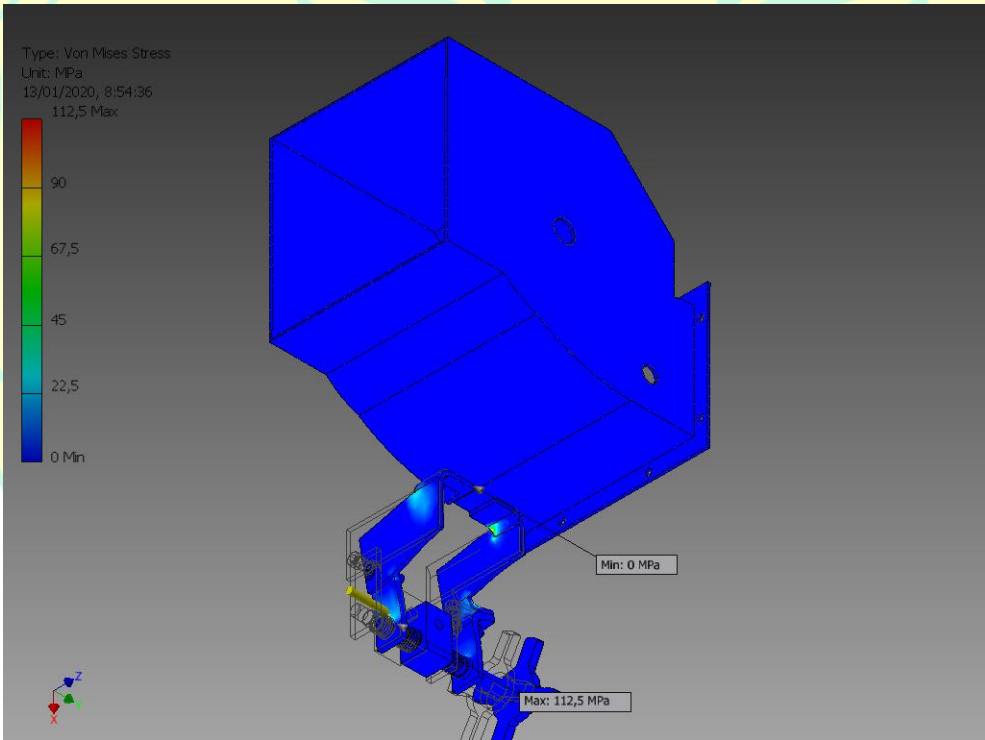 Type: Von Mises Stress
Unit: MPa
13/01/2020, 8:54:36
112,5 Max
90
67,5
45
22,5
0 Min
Min: 0 MPa
Max: 112,5 MPa
Z
Y
X